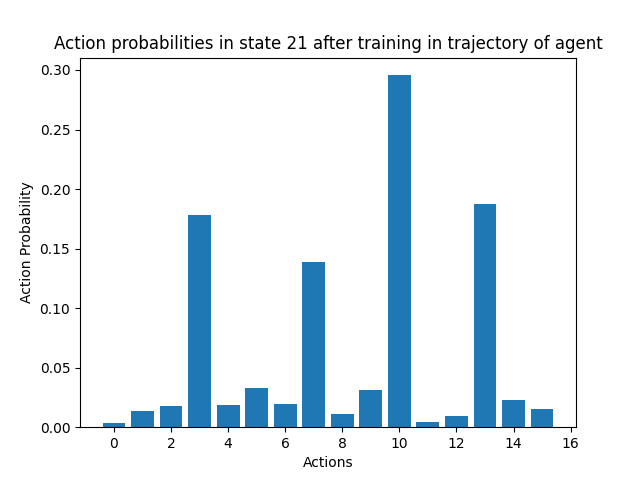 Action probabilities in state 21 after training in trajectory of agent
0.30
0.25
0.20
0.15
0.10
0.05
0.00
Action Probability
0 2 4 6 8 10 12 14 16
Actions